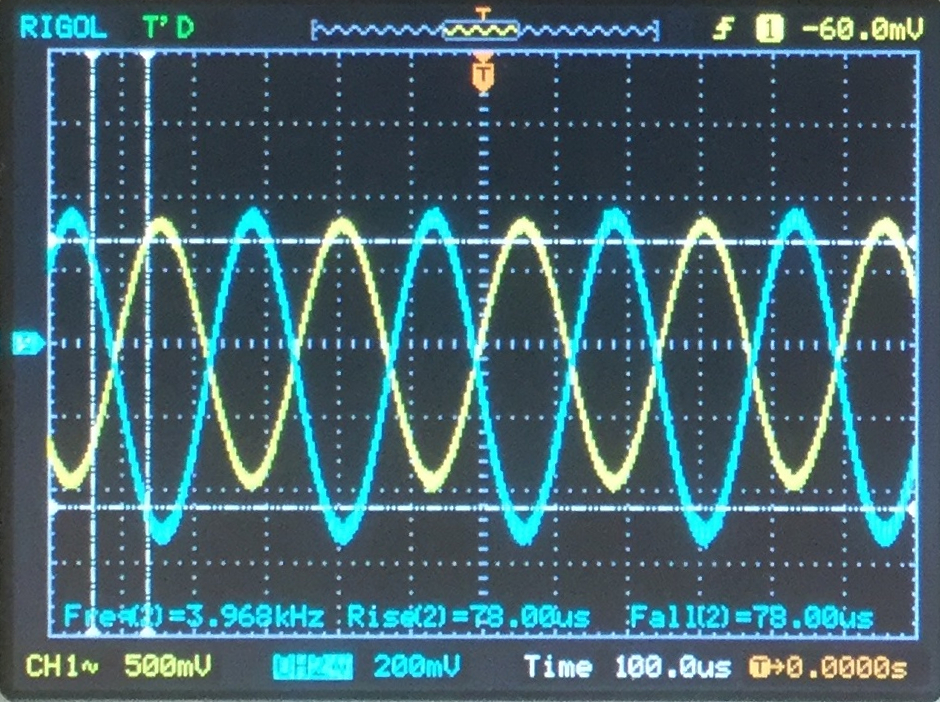 RIGOL T'D T 1 -60.0mV
T
Freq(2)=3.968kHz Rise(2)=78.00us Fall(2)=78.00us
CH1~ 500mV CH2~ 200mV Time 100.0us T→0.0000s